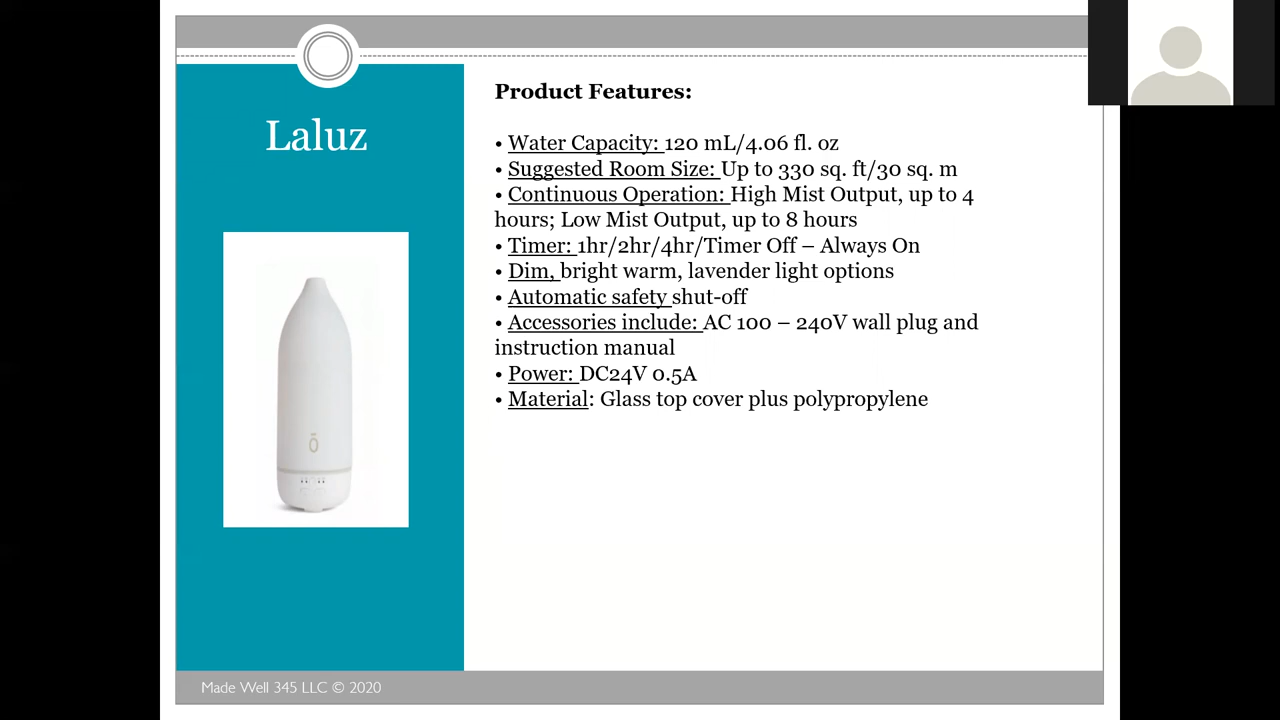 Laluz
Product Features:
• Water Capacity: 120 mL/4.06 fl. oz
• Suggested Room Size: Up to 330 sq. ft/30 sq. m
• Continuous Operation: High Mist Output, up to 4
hours; Low Mist Output, up to 8 hours
• Timer: 1hr/2hr/4hr/Timer Off – Always On
• Dim, bright warm, lavender light options
• Automatic safety shut-off
• Accessories include: AC 100 – 240V wall plug and
instruction manual
• Power: DC24V 0.5A
• Material: Glass top cover plus polypropylene
Made Well 345 LLC © 2020